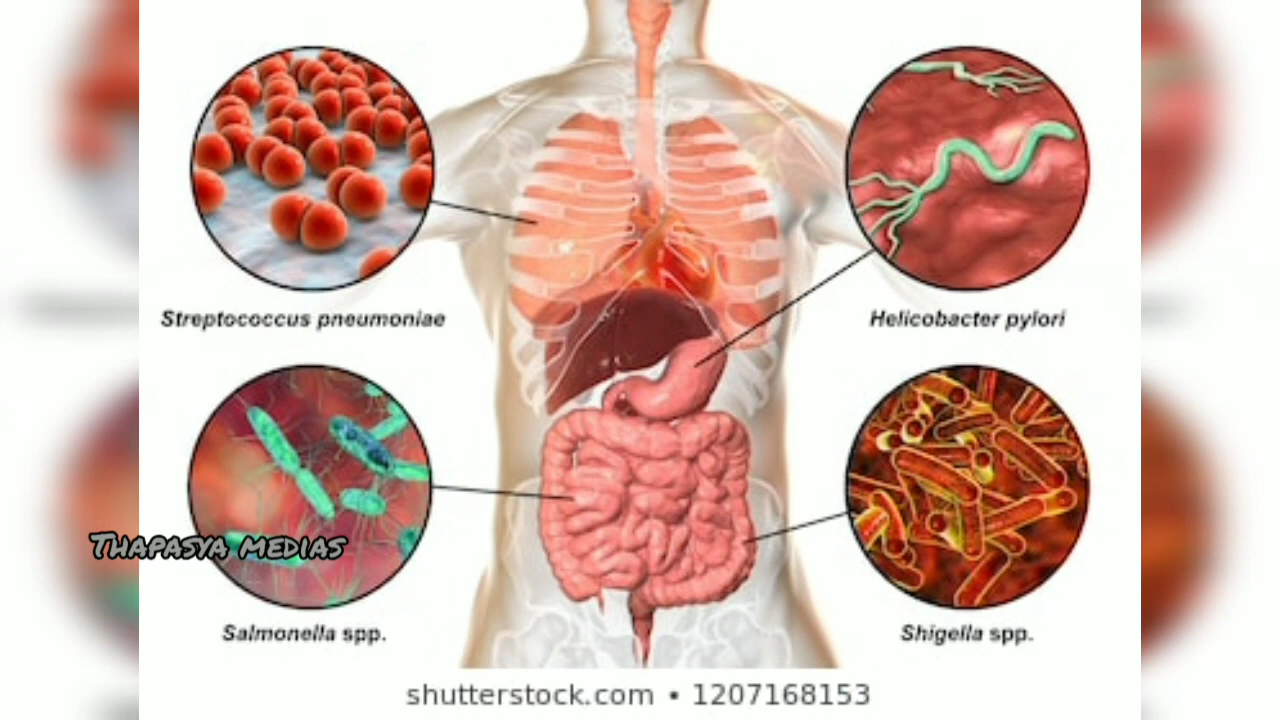 Streptococcus pneumoniae
Helicobacter pylori
THAPASYA MEDIAS
Salmonella spp.
Shigella spp.
shutterstock.com • 1207168153